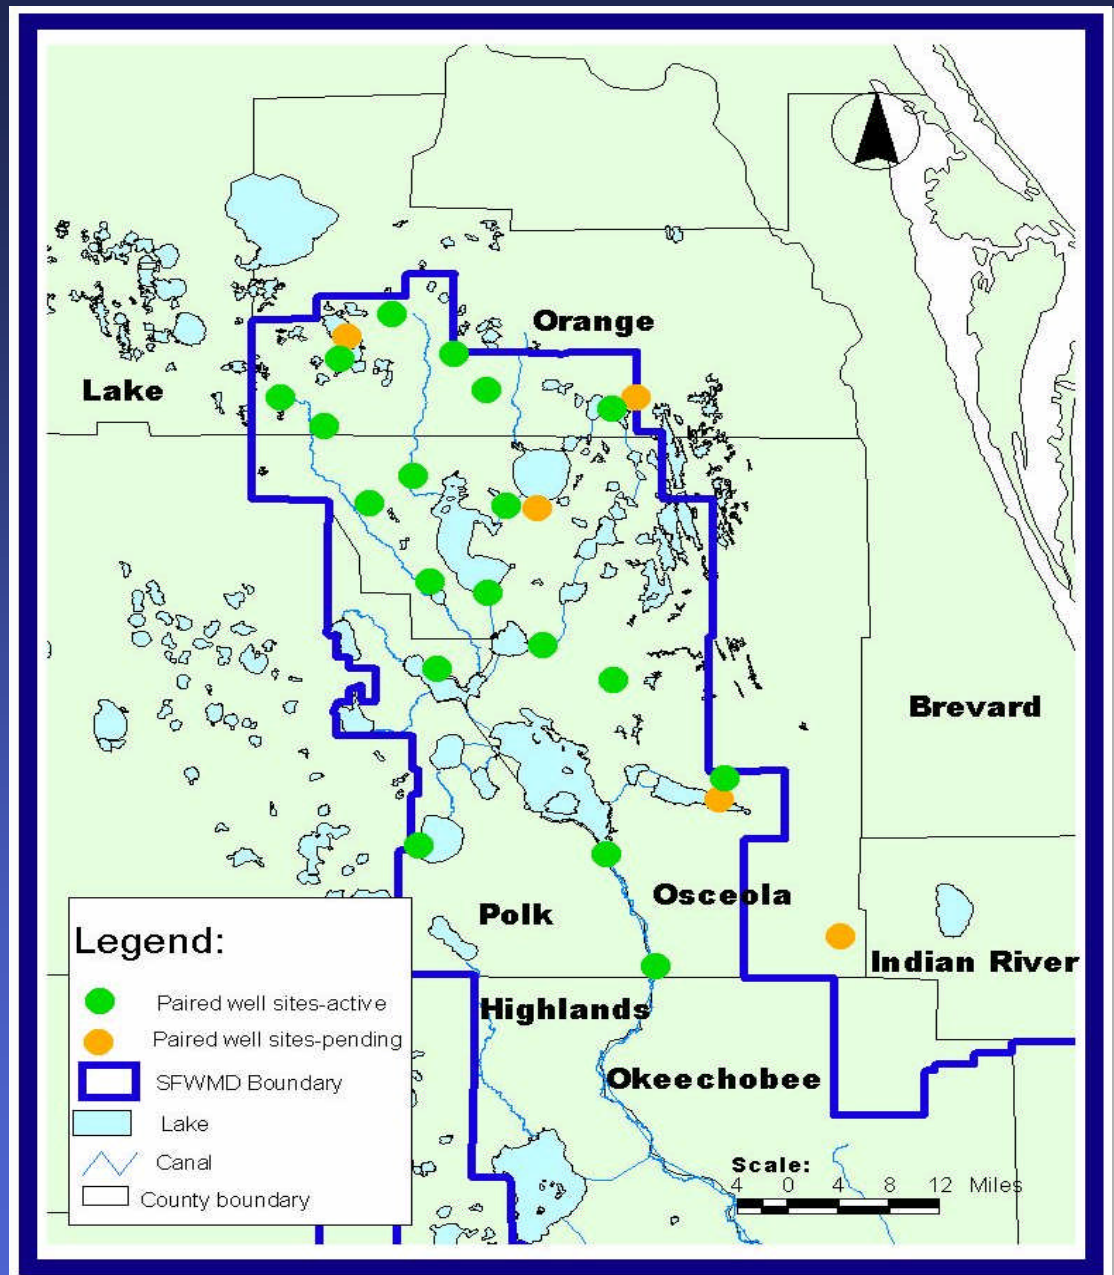 Orange
Lake
Brevard
Osceola
Polk
Indian River
Highlands
Okeechobee
Legend:
Paired well sites-active
Paired well sites-pending
SFWMD Boundary
Lake
Canal
County boundary
Scale:
4 0 4 8 12 Miles